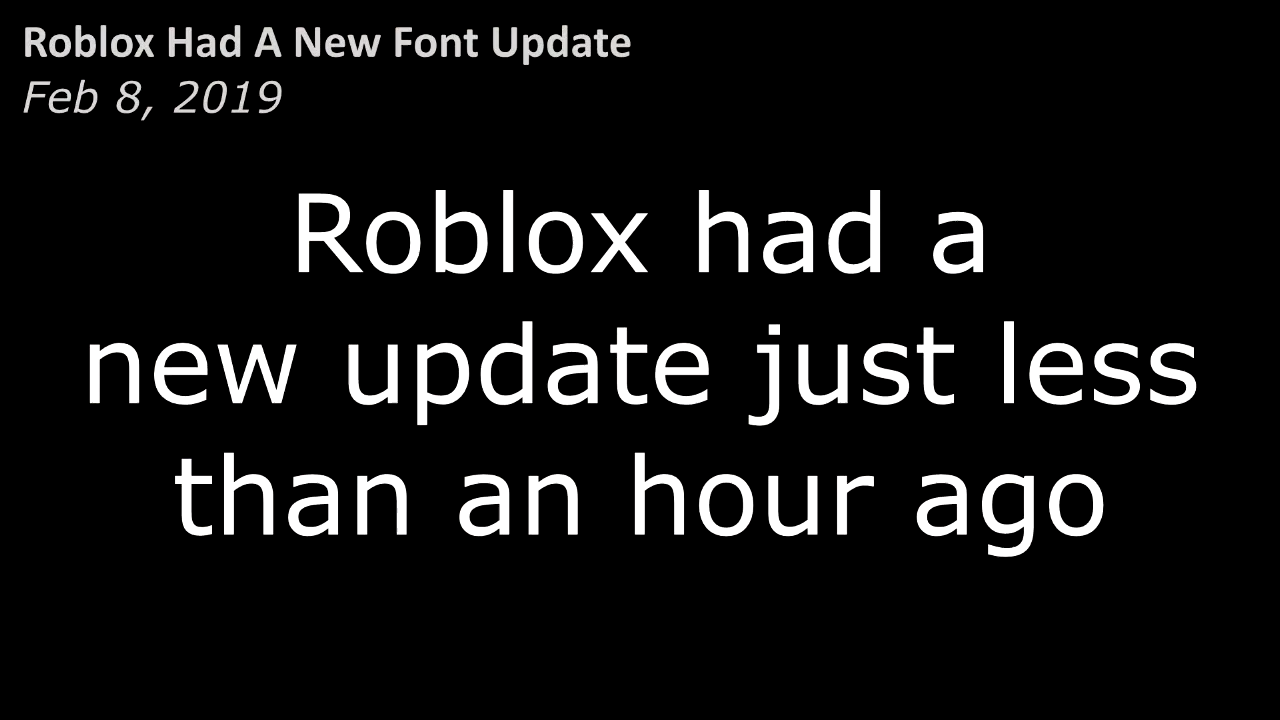 Roblox Had A New Font Update
Feb 8, 2019
Roblox had a
new update just less
than an hour ago